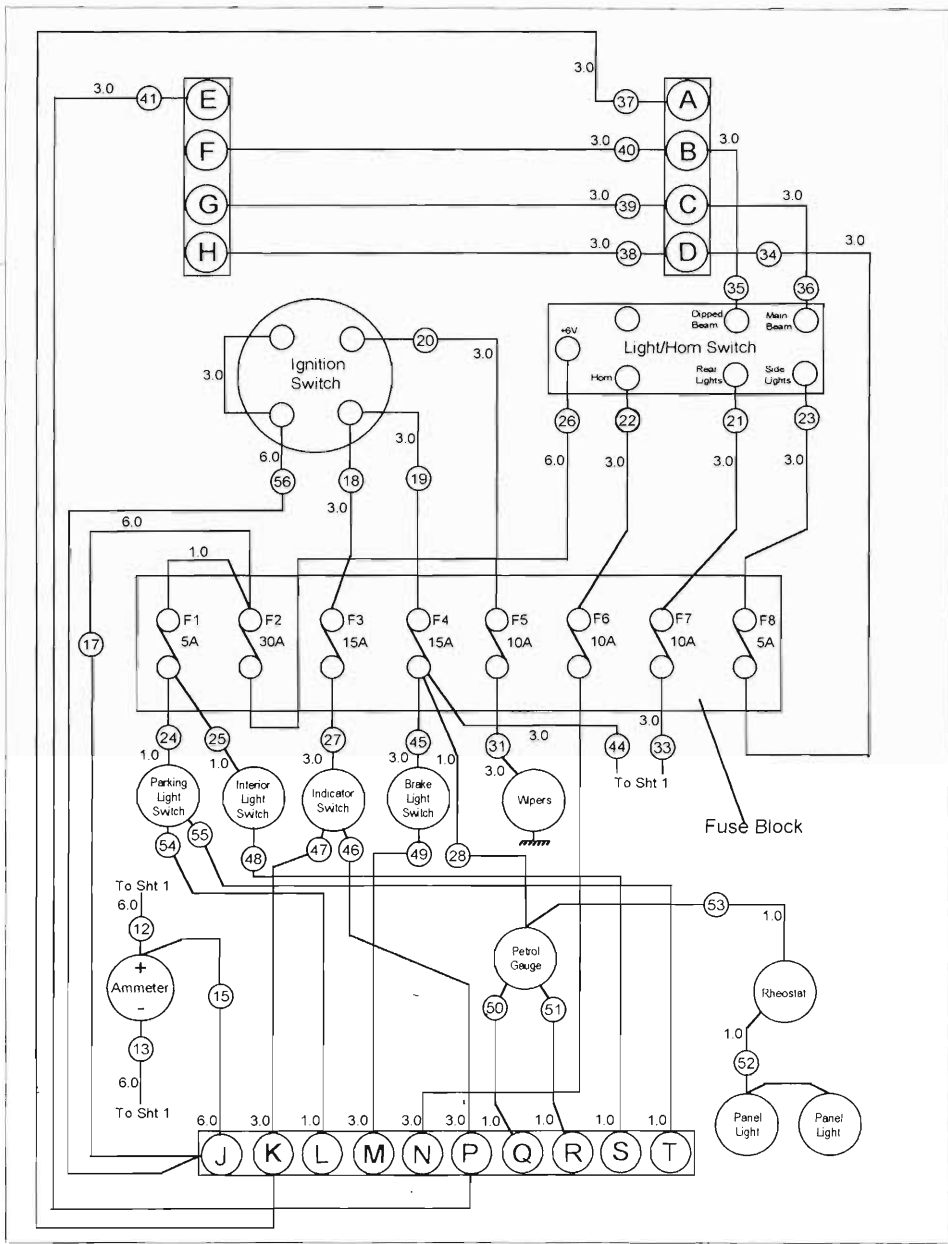 3.0
3.0 41 E 37 A
F 3.0 40 B 3.0
G 3.0 39 C 3.0
H 3.0 38 D 34 3.0
35 36
Dipped Beam
Main Beam
+6V
Light/Horn Switch
Horn
Rear Lights
Side Lights
Ignition Switch
20
3.0
3.0
3.0
6.0
26 22 21 23
6.0 3.0 3.0 3.0
56 18 19
3.0
6.0
1.0
F1 5A
F2 30A
F3 15A
F4 15A
F5 10A
F6 10A
F7 10A
F8 5A
17
24 25 27 45 31 3.0 44 3.0 33
1.0 1.0 3.0 3.0 1.0 3.0
To Sht 1
Parking Light Switch
Interior Light Switch
Indicator Switch
Brake Light Switch
Wipers
Fuse Block
54 55 48 47 46 49 28
To Sht 1
6.0
12
53
1.0
+
Ammeter
-
15
Petrol Gauge
Rheostat
50 51
13
6.0
To Sht 1
1.0
52
Panel Light
Panel Light
6.0 3.0 1.0 3.0 3.0 3.0 1.0 1.0 1.0 1.0
J K L M N P Q R S T